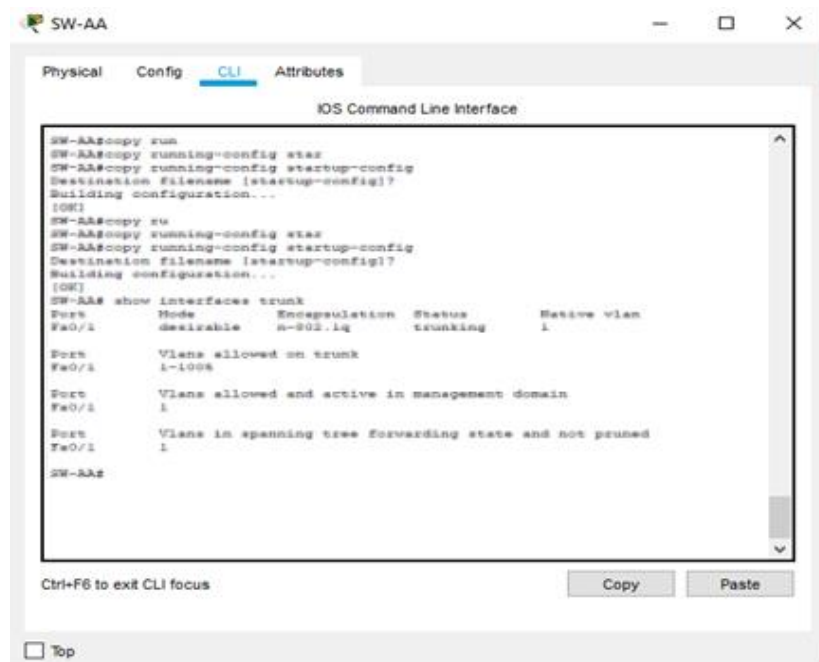 SW-AA
Physical Config CLI Attributes
IOS Command Line Interface
SW-AA#copy run
SW-AA#copy running-config star
SW-AA#copy running-config startup-config
Destination filename [startup-config]?
Building configuration...
[OK]
SW-AA#copy ru
SW-AA#copy running-config star
SW-AA#copy running-config startup-config
Destination filename [startup-config]?
Building configuration...
[OK]
SW-AA# show interfaces trunk
Port Mode Encapsulation Status Native vlan
Fa0/1 desirable n-802.1q trunking 1
Port Vlans allowed on trunk
Fa0/1 1-1005
Port Vlans allowed and active in management domain
Fa0/1 1
Port Vlans in spanning tree forwarding state and not pruned
Fa0/1 1
SW-AA#
Ctrl+F6 to exit CLI focus
Copy Paste
Top